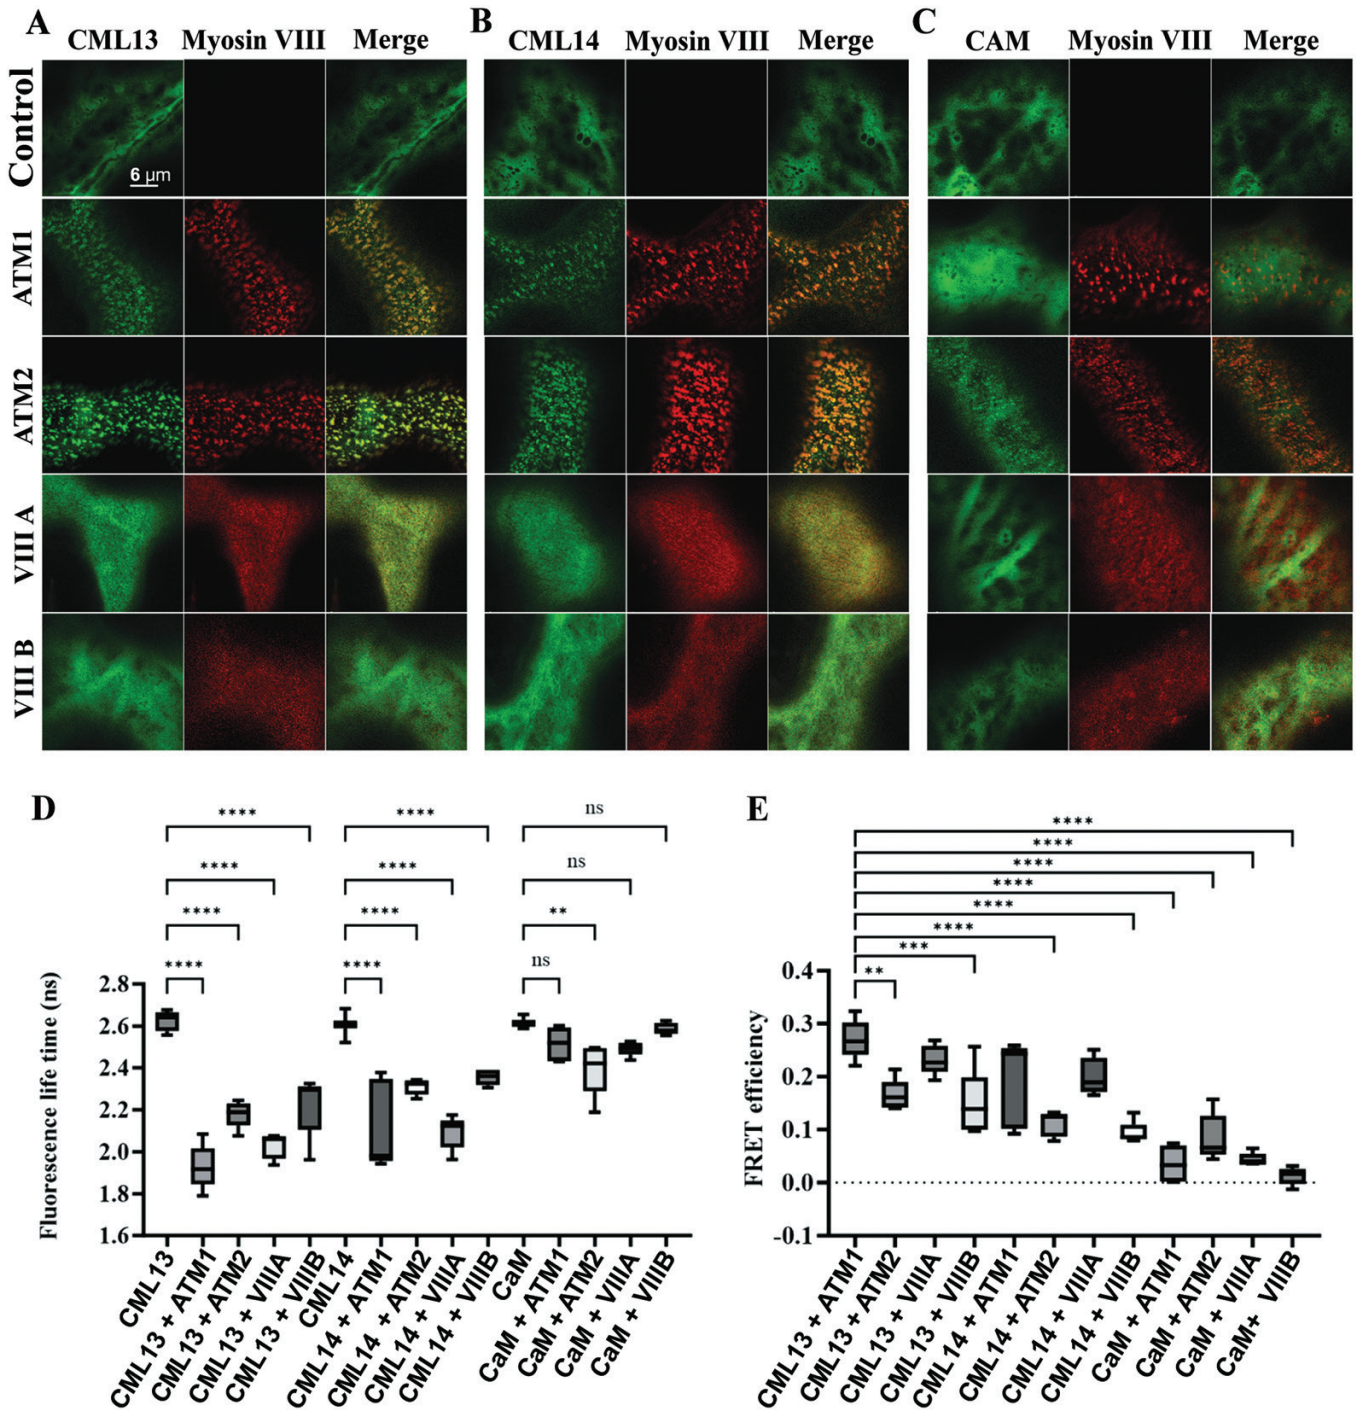 A
CML13 Myosin VIII Merge
B
CML14 Myosin VIII Merge
C
CAM Myosin VIII Merge
Control
6 µm
ATM1
ATM2
VIII A
VIII B
D
****
****
ns
****
****
ns
****
****
**
****
****
ns
Fluorescence life time (ns)
2.8
2.6
2.4
2.2
2.0
1.8
1.6
CML13
CML13 + ATM1
CML13 + ATM2
CML13 + VIIIA
CML13 + VIIIB
CML14
CML14 + ATM1
CML14 + ATM2
CML14 + VIIIA
CML14 + VIIIB
CaM
CaM + ATM1
CaM + ATM2
CaM + VIIIA
CaM + VIIIB
E
****
****
****
****
****
****
***
**
FRET efficiency
0.4
0.3
0.2
0.1
0.0
-0.1
CML13 + ATM1
CML13 + ATM2
CML13 + VIIIA
CML13 + VIIIB
CML14 + ATM1
CML14 + ATM2
CML14 + VIIIA
CML14 + VIIIB
CaM + ATM1
CaM + ATM2
CaM + VIIIA
CaM+ VIIIB